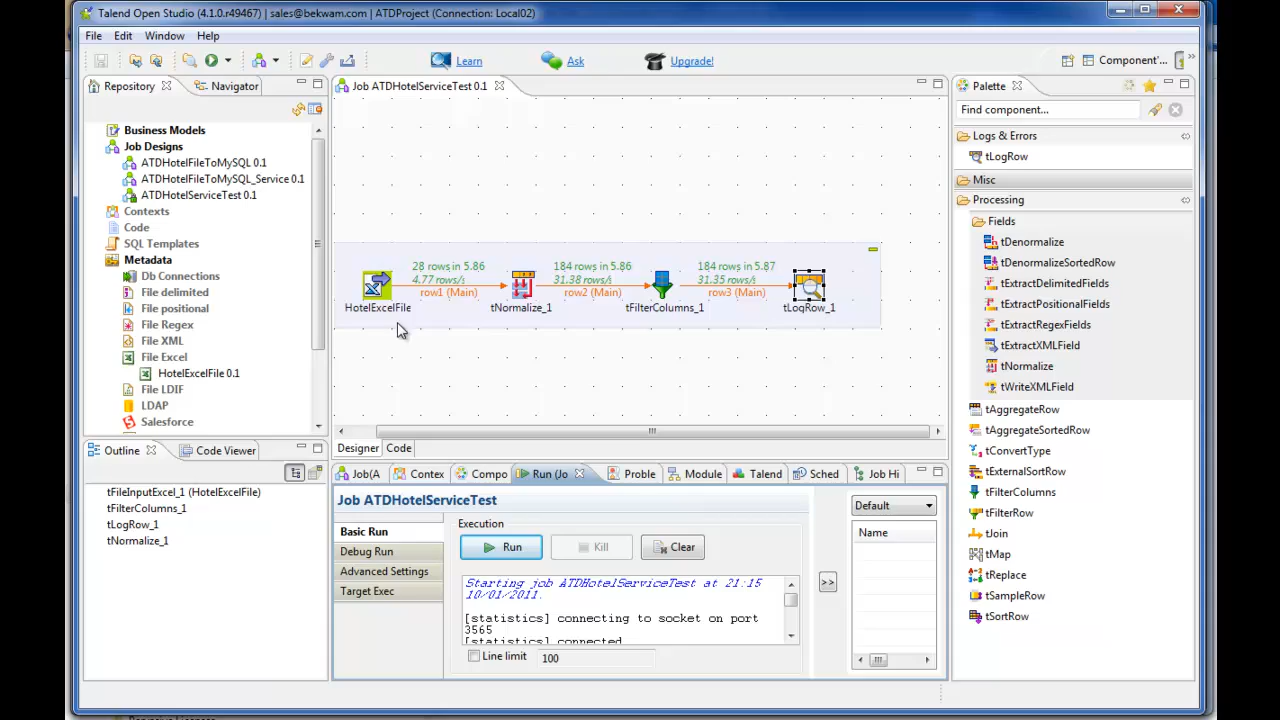 Talend Open Studio (4.1.0.r49467) | sales@bekwam.com | ATDProject (Connection: Local02)
File Edit Window Help
Learn Ask Upgrade! Component'... »
Repository Navigator
Business Models
Job Designs
ATDHotelFileToMySQL 0.1
ATDHotelFileToMySQL_Service 0.1
ATDHotelServiceTest 0.1
Contexts
Code
SQL Templates
Metadata
Db Connections
File delimited
File positional
File Regex
File XML
File Excel
HotelExcelFile 0.1
File LDIF
LDAP
Salesforce
Outline Code Viewer
tFileInputExcel_1 (HotelExcelFile)
tFilterColumns_1
tLogRow_1
tNormalize_1
Job ATDHotelServiceTest 0.1
28 rows in 5.86 184 rows in 5.86 184 rows in 5.87
4.77 rows/s 31.38 rows/s 31.35 rows/s
row1 (Main) row2 (Main) row3 (Main)
HotelExcelFile tNormalize_1 tFilterColumns_1 tLogRow_1
Designer Code
Job(A Contex Compo Run (Jo Proble Module Talend Sched Job Hi
Job ATDHotelServiceTest
Basic Run
Debug Run
Advanced Settings
Target Exec
Execution
Run Kill Clear
Starting job ATDHotelServiceTest at 21:15
10/01/2011.
[statistics] connecting to socket on port
3565
[statistics] connected
Line limit 100
>>
Default
Name
Palette
Find component...
Logs & Errors
tLogRow
Misc
Processing
Fields
tDenormalize
tDenormalizeSortedRow
tExtractDelimitedFields
tExtractPositionalFields
tExtractRegexFields
tExtractXMLField
tNormalize
tWriteXMLField
tAggregateRow
tAggregateSortedRow
tConvertType
tExternalSortRow
tFilterColumns
tFilterRow
tJoin
tMap
tReplace
tSampleRow
tSortRow